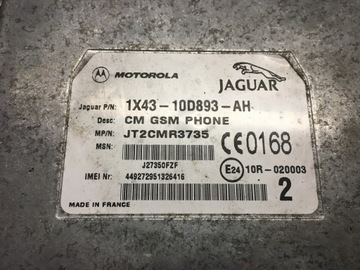 MOTOROLA
JAGUAR
Jaguar P/N: 1X43-10D893-AH
Desc: CM GSM PHONE
MP/N: JT2CMR3735
CE0168
J27350FZF
E24 10R-020003
IMEI Nr: 449272951326416
2
MADE IN FRANCE